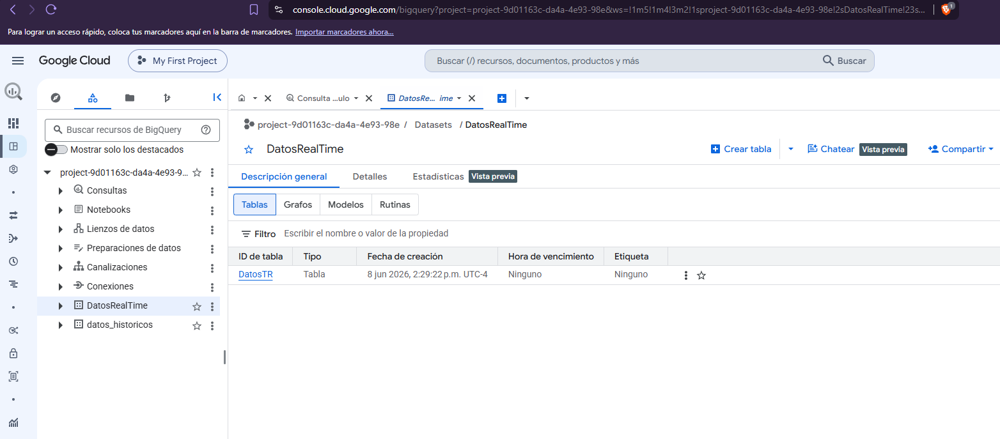 console.cloud.google.com/bigquery?project=project-9d01163c-da4a-4e93-98e&ws=!1m5!1m4!3m2!1sproject-9d01163c-da4a-4e93-98e!2sDatosRealTime!23s...
1
Para lograr un acceso rápido, coloca tus marcadores aquí en la barra de marcadores. Importar marcadores ahora...
Google Cloud
My First Project
Buscar (/) recursos, documentos, productos y más
Buscar
Consulta ...ulo
DatosRe... ime
Buscar recursos de BigQuery
Mostrar solo los destacados
project-9d01163c-da4a-4e93-9...
Consultas
Notebooks
Lienzos de datos
Preparaciones de datos
Canalizaciones
Conexiones
DatosRealTime
datos_historicos
project-9d01163c-da4a-4e93-98e / Datasets / DatosRealTime
DatosRealTime
Crear tabla
Chatear Vista previa
Compartir
Descripción general
Detalles
Estadísticas Vista previa
Tablas Grafos Modelos Rutinas
Filtro Escribir el nombre o valor de la propiedad
ID de tabla Tipo Fecha de creación Hora de vencimiento Etiqueta
DatosTR Tabla 8 jun 2026, 2:29:22 p.m. UTC-4 Ninguno Ninguno